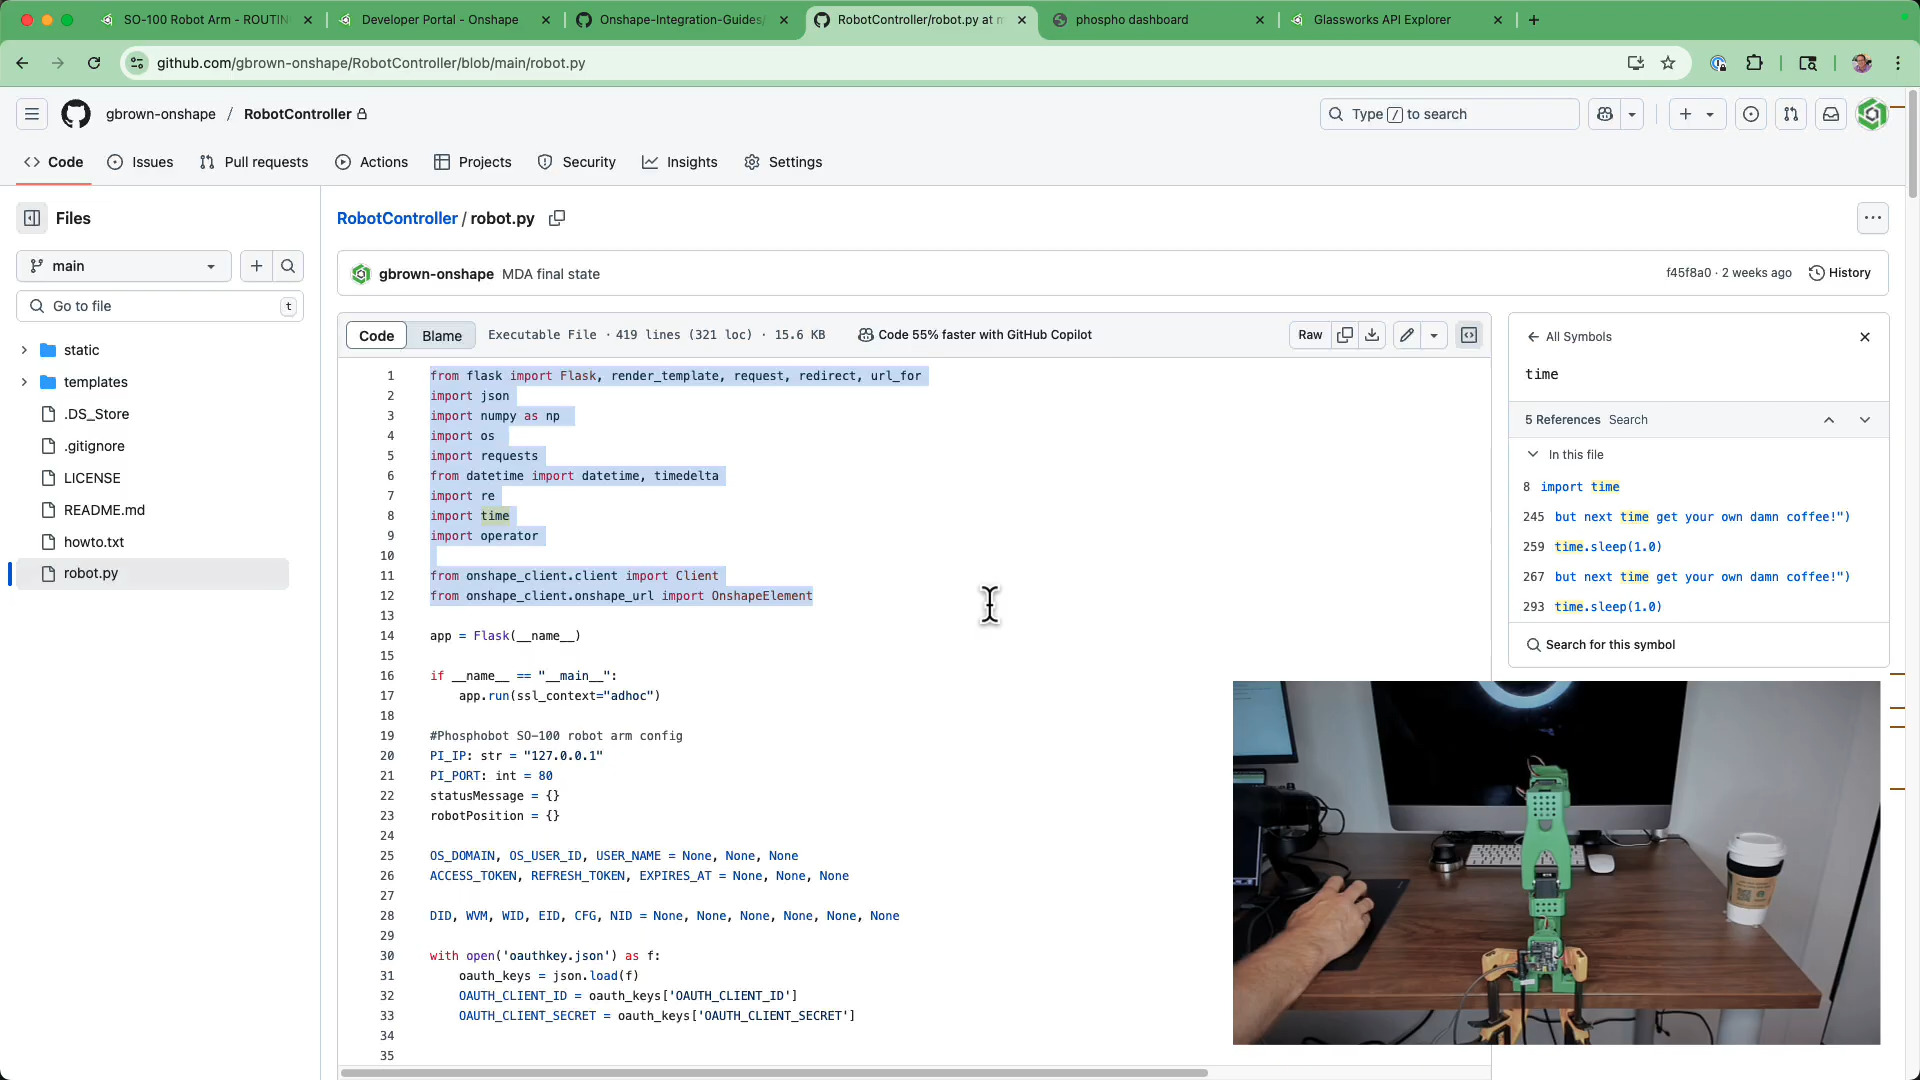 SO-100 Robot Arm - ROUTIN
Developer Portal - Onshape
Onshape-Integration-Guides/
RobotController/robot.py at m
phospho dashboard
Glassworks API Explorer
github.com/gbrown-onshape/RobotController/blob/main/robot.py
gbrown-onshape / RobotController
Type / to search
Code
Issues
Pull requests
Actions
Projects
Security
Insights
Settings
Files
main
Go to file
t
static
templates
.DS_Store
.gitignore
LICENSE
README.md
howto.txt
robot.py
RobotController / robot.py
gbrown-onshape MDA final state
f45f8a0 · 2 weeks ago
History
Code
Blame
Executable File · 419 lines (321 loc) · 15.6 KB
Code 55% faster with GitHub Copilot
Raw
1 from flask import Flask, render_template, request, redirect, url_for
2 import json
3 import numpy as np
4 import os
5 import requests
6 from datetime import datetime, timedelta
7 import re
8 import time
9 import operator
10
11 from onshape_client.client import Client
12 from onshape_client.onshape_url import OnshapeElement
13
14 app = Flask(__name__)
15
16 if __name__ == "__main__":
17 app.run(ssl_context="adhoc")
18
19 #Phosphobot SO-100 robot arm config
20 PI_IP: str = "127.0.0.1"
21 PI_PORT: int = 80
22 statusMessage = {}
23 robotPosition = {}
24
25 OS_DOMAIN, OS_USER_ID, USER_NAME = None, None, None
26 ACCESS_TOKEN, REFRESH_TOKEN, EXPIRES_AT = None, None, None
27
28 DID, WVM, WID, EID, CFG, NID = None, None, None, None, None, None
29
30 with open('oauthkey.json') as f:
31 oauth_keys = json.load(f)
32 OAUTH_CLIENT_ID = oauth_keys['OAUTH_CLIENT_ID']
33 OAUTH_CLIENT_SECRET = oauth_keys['OAUTH_CLIENT_SECRET']
34
35
All Symbols
time
5 References Search
In this file
8 import time
245 but next time get your own damn coffee!")
259 time.sleep(1.0)
267 but next time get your own damn coffee!")
293 time.sleep(1.0)
Search for this symbol